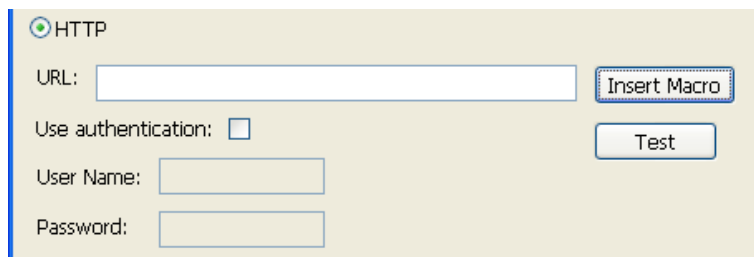 HTTP
URL:
Insert Macro
Use authentication:
Test
User Name:
Password: